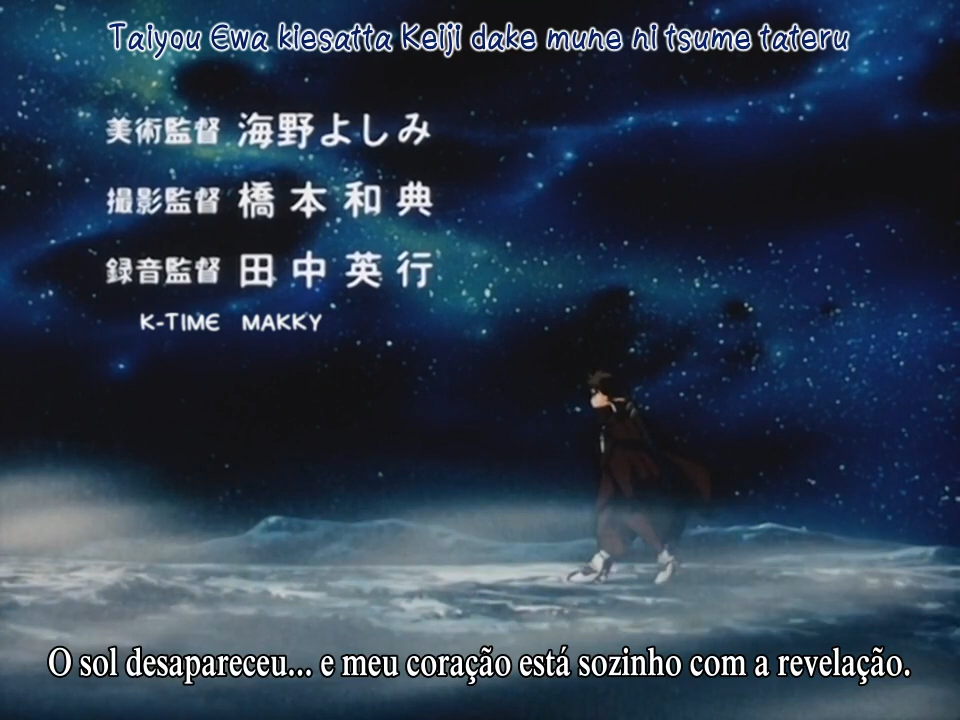 Taiyou Ewa kiesatta Keiji dake mune ni tsume tateru
美術監督 海野よしみ
撮影監督 橋本和典
録音監督 田中英行
K-TIME MAKKY
O sol desapareceu... e meu coração está sozinho com a revelação.